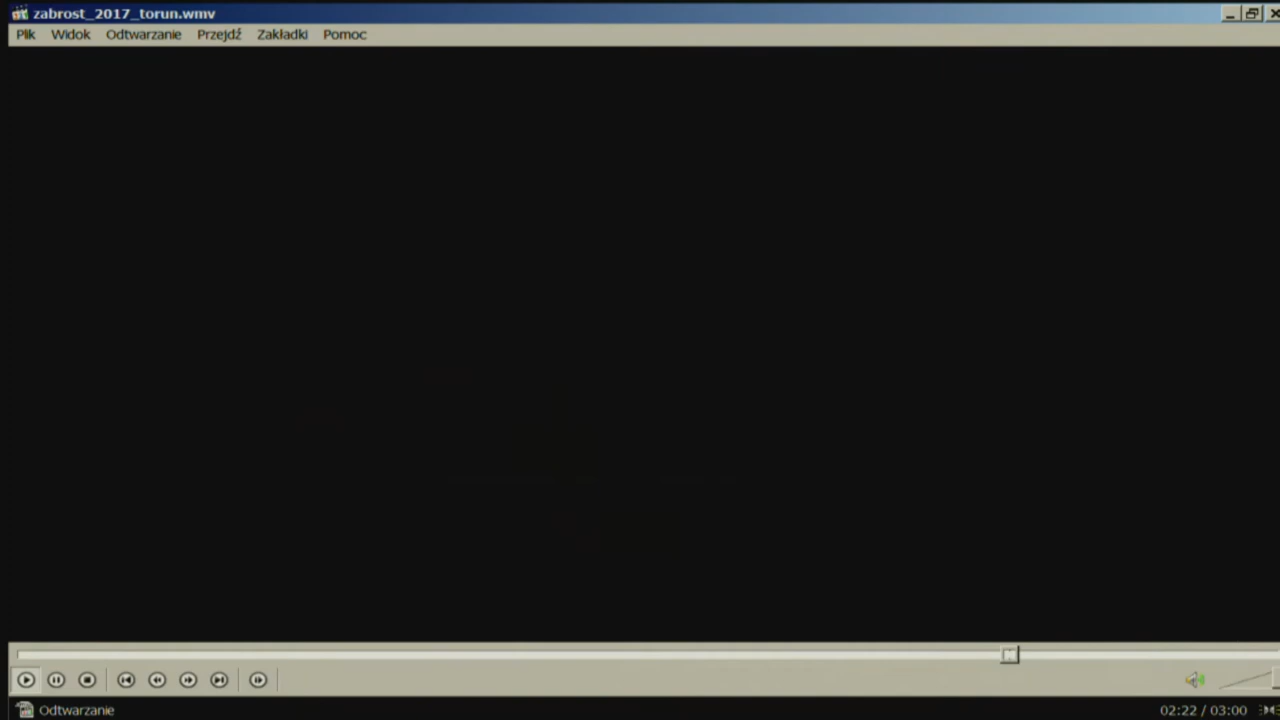 zabrost_2017_torun.wmv
Plik Widok Odtwarzanie Przejdź Zakładki Pomoc
Odtwarzanie 02:22 / 03:00